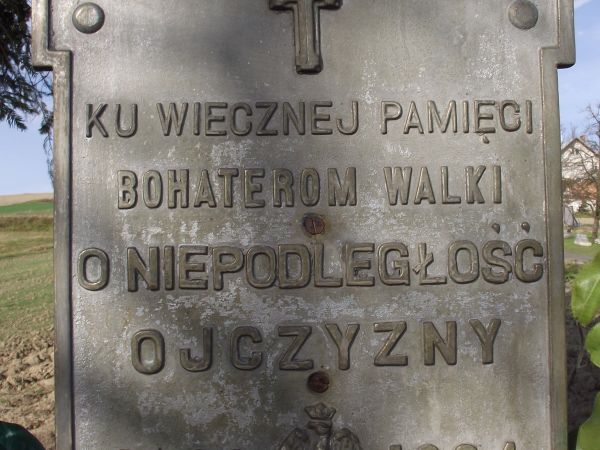 KU WIECZNEJ PAMIĘCI
BOHATEROM WALKI
O NIEPODLEGŁOŚĆ
OJCZYZNY